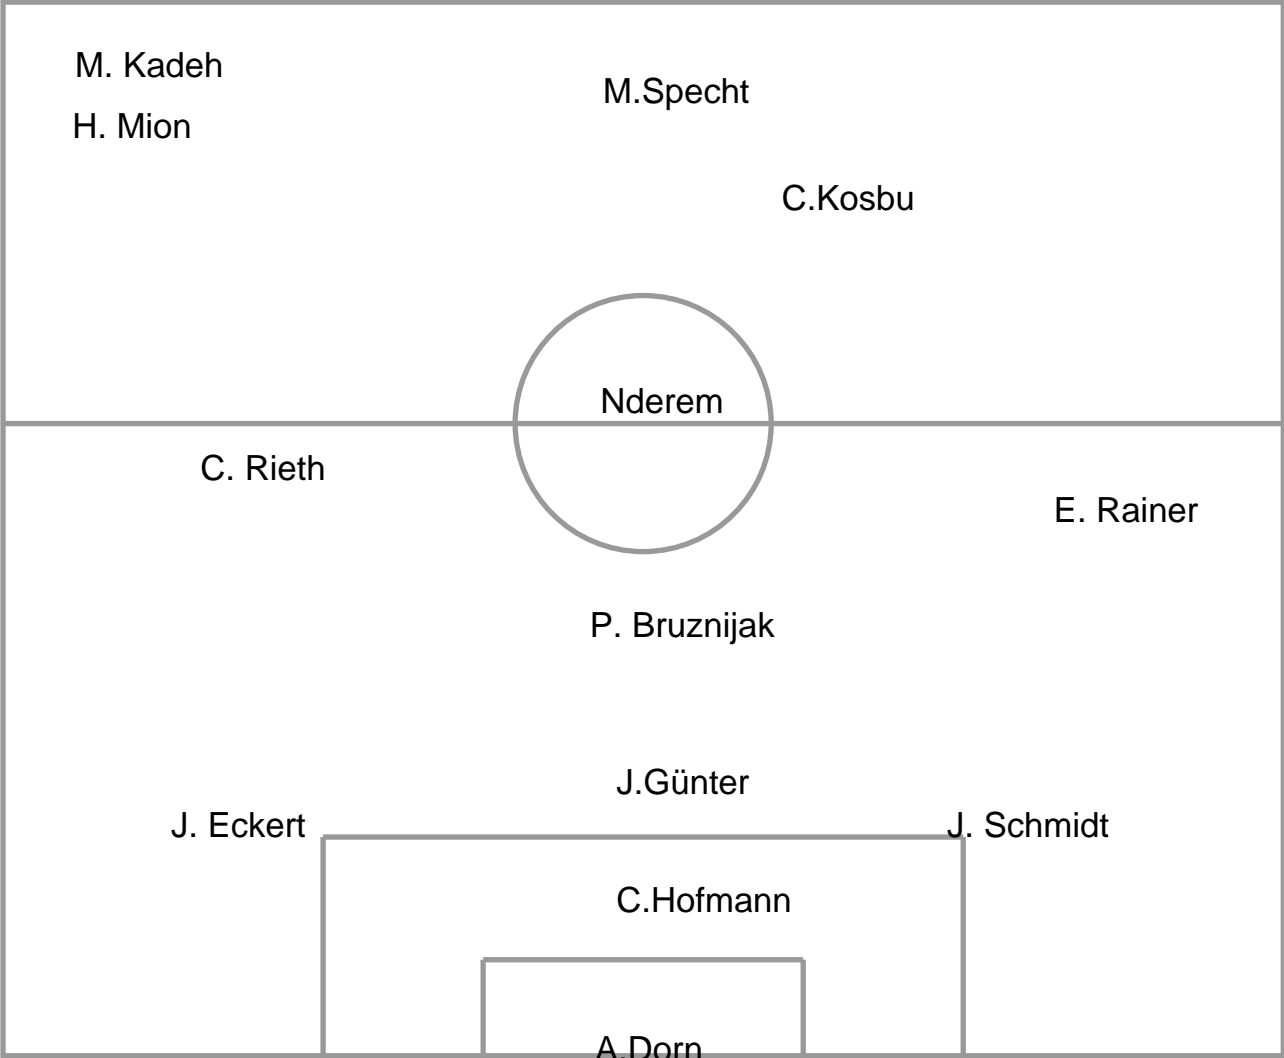 M. Kadeh
M.Specht
H. Mion
C.Kosbu
Nderem
C. Rieth
E. Rainer
P. Bruznijak
J.Günter
J. Eckert
J. Schmidt
C.Hofmann
A.Dorn